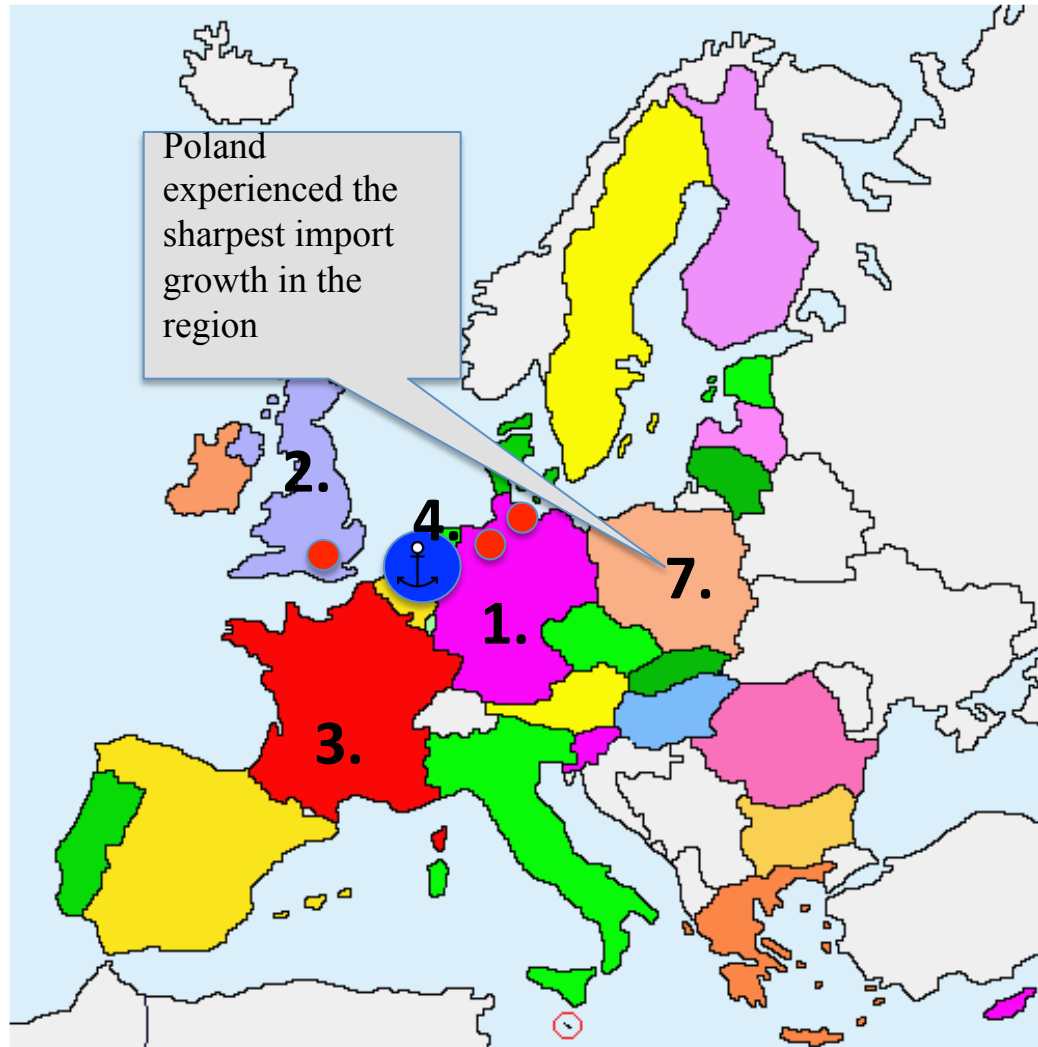 Poland
experienced the
sharpest import
growth in the
region
2.
4.
7.
1.
3.